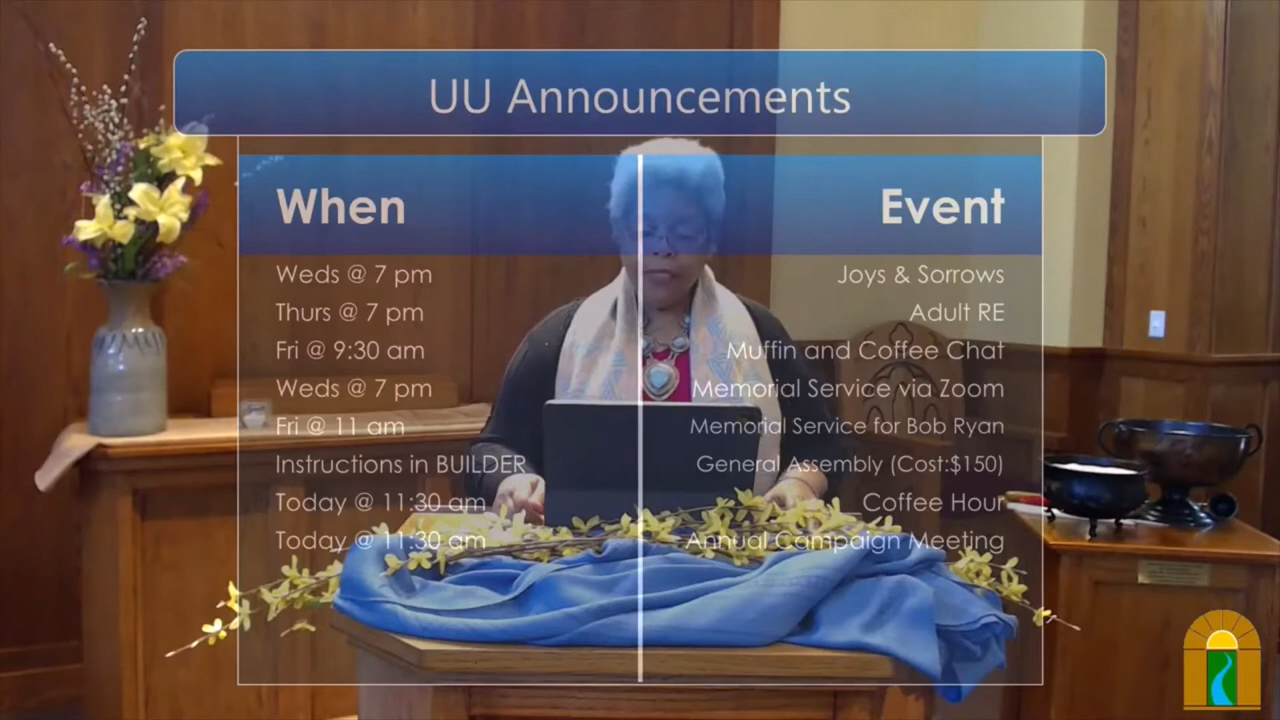 UU Announcements
When Event
Weds @ 7 pm Joys & Sorrows
Thurs @ 7 pm Adult RE
Fri @ 9:30 am Muffin and Coffee Chat
Weds @ 7 pm Memorial Service via Zoom
Fri @ 11 am Memorial Service for Bob Ryan
Instructions in BUILDER General Assembly (Cost:$150)
Today @ 11:30 am Coffee Hour
Today @ 11:30 am Annual Campaign Meeting